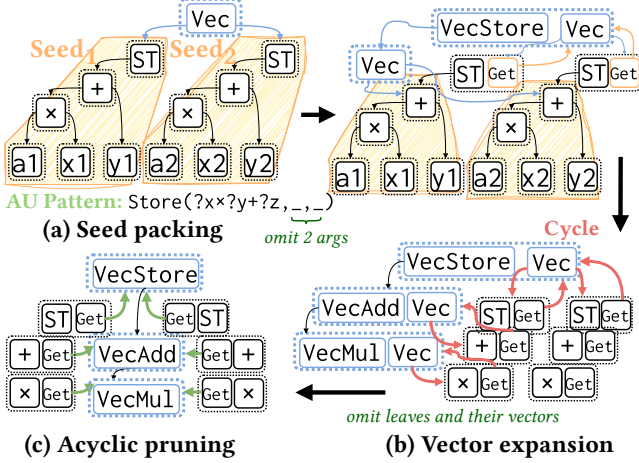 Vec
Seed1 Seed2
ST ST
+ +
× ×
a1 x1 y1 a2 x2 y2
AU Pattern: Store(?x×?y+?z,_,_)
omit 2 args
(a) Seed packing
VecStore Vec
Vec
ST Get ST Get
+ +
× ×
a1 x1 y1 a2 x2 y2
Cycle
VecStore Vec
VecAdd Vec ST Get ST Get
VecMul Vec + Get + Get
× Get × Get
omit leaves and their vectors
(b) Vector expansion
VecStore
ST Get Get ST
+ Get VecAdd Get +
× Get VecMul Get ×
(c) Acyclic pruning